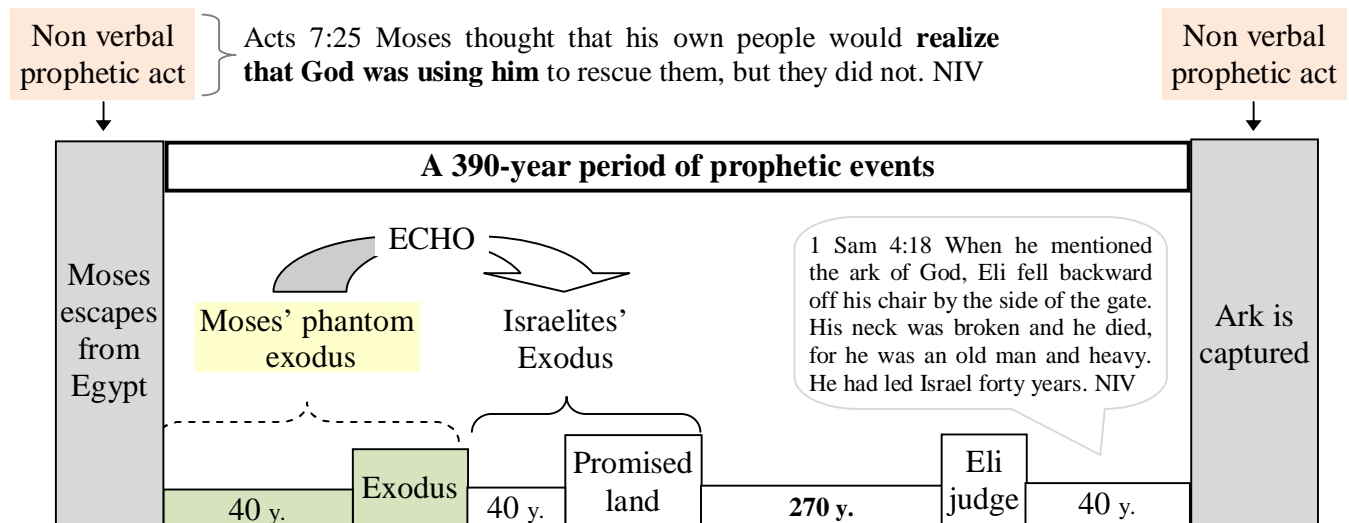 Non verbal
prophetic act
Acts 7:25 Moses thought that his own people would realize
that God was using him to rescue them, but they did not. NIV
Non verbal
prophetic act
A 390-year period of prophetic events
Moses
escapes
from
Egypt
ECHO
Moses’ phantom
exodus
Israelites’
Exodus
1 Sam 4:18 When he mentioned
the ark of God, Eli fell backward
off his chair by the side of the gate.
His neck was broken and he died,
for he was an old man and heavy.
He had led Israel forty years. NIV
Ark is
captured
40 y.
Exodus
40 y.
Promised
land
270 y.
Eli
judge
40 y.